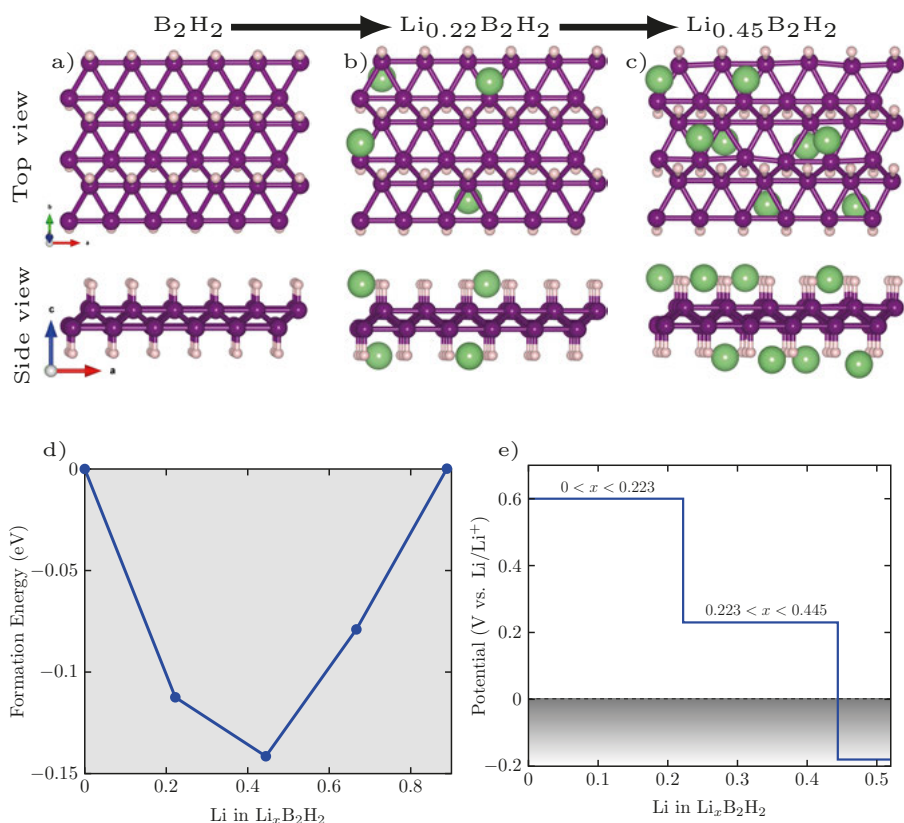 B₂H₂ Li₀.₂₂B₂H₂ Li₀.₄₅B₂H₂
a) b) c)
Top view
b
a
Side view
c
a
d)
0
−0.05
−0.1
−0.15
0 0.2 0.4 0.6 0.8
Formation Energy (eV)
Li in LiₓB₂H₂
e)
0.6
0.4
0.2
0
−0.2
0 0.1 0.2 0.3 0.4 0.5
0 < x < 0.223
0.223 < x < 0.445
Potential (V vs. Li/Li⁺)
Li in LiₓB₂H₂